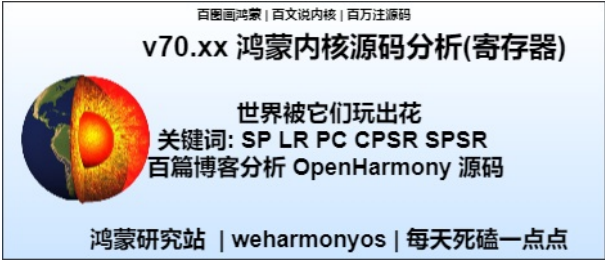 百图画鸿蒙 | 百文说内核 | 百万注源码
v70.xx 鸿蒙内核源码分析(寄存器)
世界被它们玩出花
关键词: SP LR PC CPSR SPSR
百篇博客分析 OpenHarmony 源码
鸿蒙研究站 | weharmonyos | 每天死磕一点点